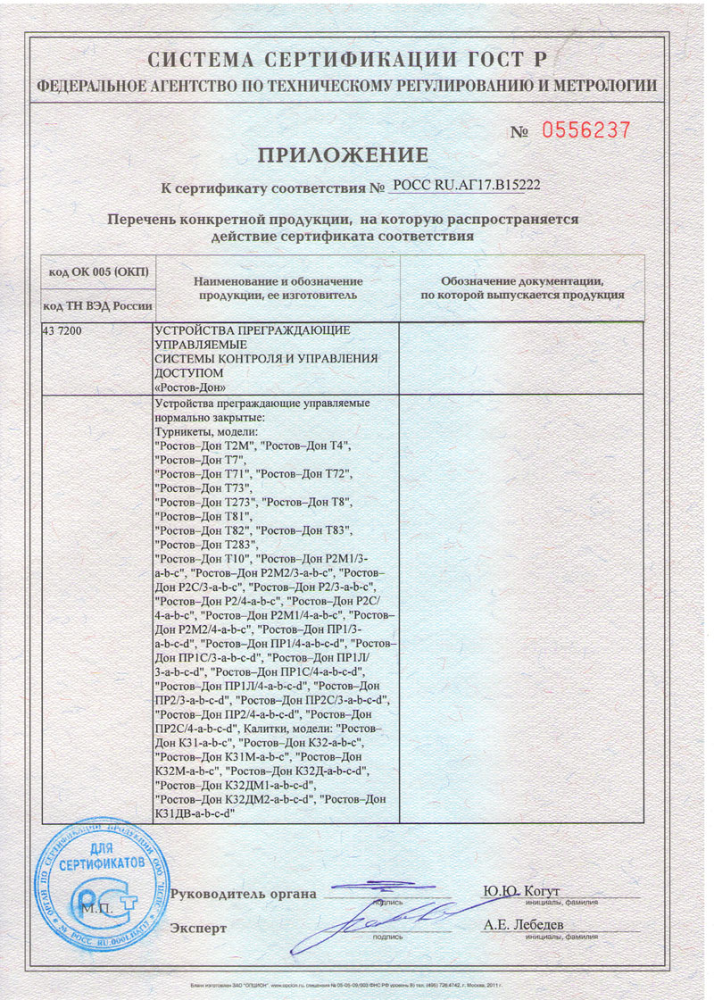 СИСТЕМА СЕРТИФИКАЦИИ ГОСТ Р
ФЕДЕРАЛЬНОЕ АГЕНТСТВО ПО ТЕХНИЧЕСКОМУ РЕГУЛИРОВАНИЮ И МЕТРОЛОГИИ
№ 0556237
ПРИЛОЖЕНИЕ
К сертификату соответствия № РОСС RU.АГ17.В15222
Перечень конкретной продукции, на которую распространяется
действие сертификата соответствия
код ОК 005 (ОКП)
код ТН ВЭД России
Наименование и обозначение
продукции, ее изготовитель
Обозначение документации,
по которой выпускается продукция
43 7200
УСТРОЙСТВА ПРЕГРАЖДАЮЩИЕ
УПРАВЛЯЕМЫЕ
СИСТЕМЫ КОНТРОЛЯ И УПРАВЛЕНИЯ
ДОСТУПОМ
«Ростов-Дон»
Устройства преграждающие управляемые
нормально закрытые:
Турникеты, модели:
"Ростов–Дон Т2М", "Ростов–Дон Т4",
"Ростов–Дон Т7",
"Ростов–Дон Т71", "Ростов–Дон Т72",
"Ростов–Дон Т73",
"Ростов–Дон Т273", "Ростов–Дон Т8",
"Ростов–Дон Т81",
"Ростов–Дон Т82", "Ростов–Дон Т83",
"Ростов–Дон Т283",
"Ростов–Дон Т10", "Ростов–Дон Р2М1/3-
a-b-c", "Ростов–Дон Р2М2/3-a-b-c", "Ростов–
Дон Р2С/3-a-b-c", "Ростов–Дон Р2/3-a-b-c",
"Ростов–Дон Р2/4-a-b-c", "Ростов–Дон Р2С/
4-a-b-c", "Ростов–Дон Р2М1/4-a-b-c", "Ростов–
Дон Р2М2/4-a-b-c", "Ростов–Дон ПР1/3-
a-b-c-d", "Ростов–Дон ПР1/4-a-b-c-d", "Ростов–
Дон ПР1С/3-a-b-c-d", "Ростов–Дон ПР1Л/
3-a-b-c-d", "Ростов–Дон ПР1С/4-a-b-c-d",
"Ростов–Дон ПР1Л/4-a-b-c-d", "Ростов–Дон
ПР2/3-a-b-c-d", "Ростов–Дон ПР2С/3-a-b-c-d",
"Ростов–Дон ПР2/4-a-b-c-d", "Ростов–Дон
ПР2С/4-a-b-c-d", Калитки, модели: "Ростов–
Дон К31-a-b-c", "Ростов–Дон К32-a-b-c",
"Ростов–Дон К31М-a-b-c", "Ростов–Дон
К32М-a-b-c", "Ростов–Дон К32Д-a-b-c-d",
"Ростов–Дон К32ДМ1-a-b-c-d",
"Ростов–Дон К32ДМ2-a-b-c-d", "Ростов–Дон
К31ДВ-a-b-c-d"
ОРГАН ПО СЕРТИФИКАЦИИ ПРОДУКЦИИ ООО
ДЛЯ
СЕРТИФИКАТОВ
М.П.
№ РОСС RU.0001.11АГ17
Руководитель органа
подпись
Ю.Ю. Когут
инициалы, фамилия
Эксперт
подпись
А.Е. Лебедев
инициалы, фамилия
Бланк изготовлен ЗАО "ОПЦИОН", www.opcion.ru, лицензия № 05-05-09/003 ФНС РФ уровень В) тел. (495) 726 4742, г. Москва, 2011 г.